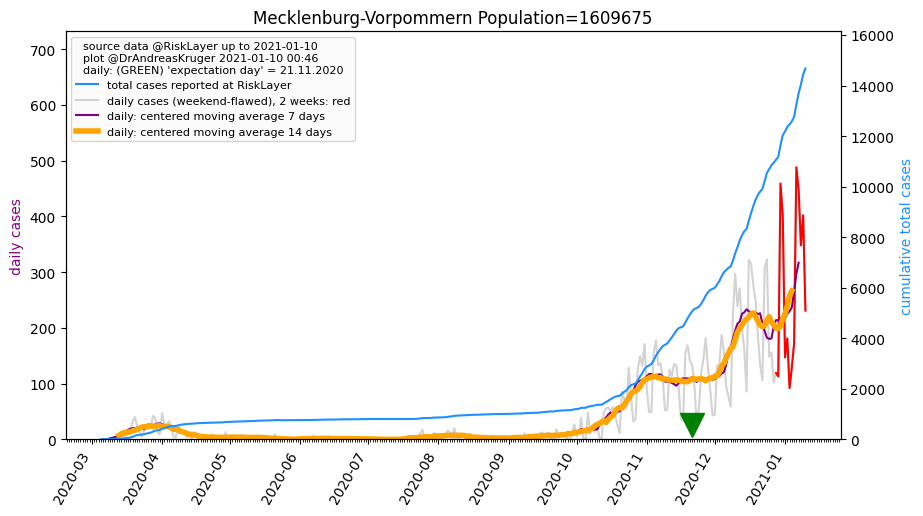 Mecklenburg-Vorpommern Population=1609675
source data @RiskLayer up to 2021-01-10
plot @DrAndreasKruger 2021-01-10 00:46
daily: (GREEN) 'expectation day' = 21.11.2020
total cases reported at RiskLayer
daily cases (weekend-flawed), 2 weeks: red
daily: centered moving average 7 days
daily: centered moving average 14 days
daily cases
700
600
500
400
300
200
100
0
cumulative total cases
16000
14000
12000
10000
8000
6000
4000
2000
0
2020-03
2020-04
2020-05
2020-06
2020-07
2020-08
2020-09
2020-10
2020-11
2020-12
2021-01